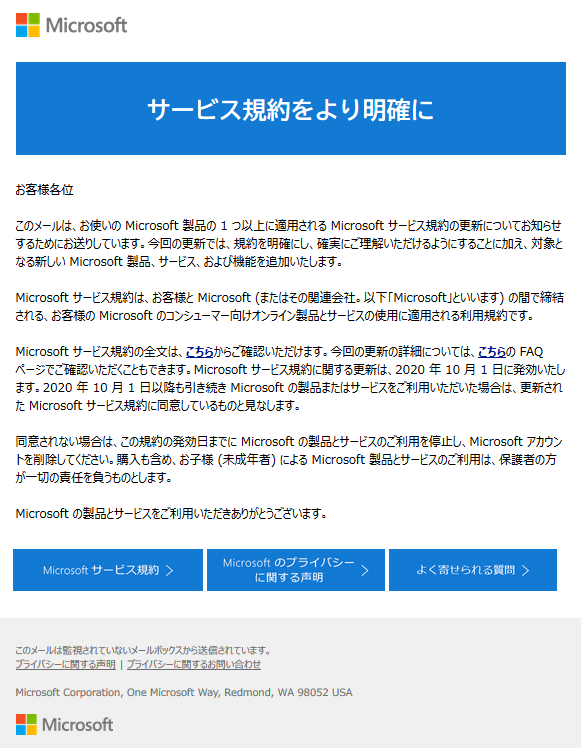 Microsoft
サービス規約をより明確に
お客様各位
このメールは、お使いの Microsoft 製品の 1 つ以上に適用される Microsoft サービス規約の更新についてお知らせ
するためにお送りしています。今回の更新では、規約を明確にし、確実にご理解いただけるようにすることに加え、対象と
なる新しい Microsoft 製品、サービス、および機能を追加いたします。
Microsoft サービス規約は、お客様と Microsoft (またはその関連会社。以下「Microsoft」といいます) の間で締結
される、お客様の Microsoft のコンシューマー向けオンライン製品とサービスの使用に適用される利用規約です。
Microsoft サービス規約の全文は、こちらからご確認いただけます。今回の更新の詳細については、こちらの FAQ
ページでご確認いただくこともできます。Microsoft サービス規約に関する更新は、2020 年 10 月 1 日に発効いたし
ます。2020 年 10 月 1 日以降も引き続き Microsoft の製品またはサービスをご利用いただいた場合は、更新され
た Microsoft サービス規約に同意しているものと見なします。
同意されない場合は、この規約の発効日までに Microsoft の製品とサービスのご利用を停止し、Microsoft アカウン
トを削除してください。購入も含め、お子様 (未成年者) による Microsoft 製品とサービスのご利用は、保護者の方
が一切の責任を負うものとします。
Microsoft の製品とサービスをご利用いただきありがとうございます。
Microsoft サービス規約
Microsoft のプライバシー
に関する声明
よく寄せられる質問
このメールは監視されていないメールボックスから送信されています。
プライバシーに関する声明 | プライバシーに関するお問い合わせ
Microsoft Corporation, One Microsoft Way, Redmond, WA 98052 USA
Microsoft